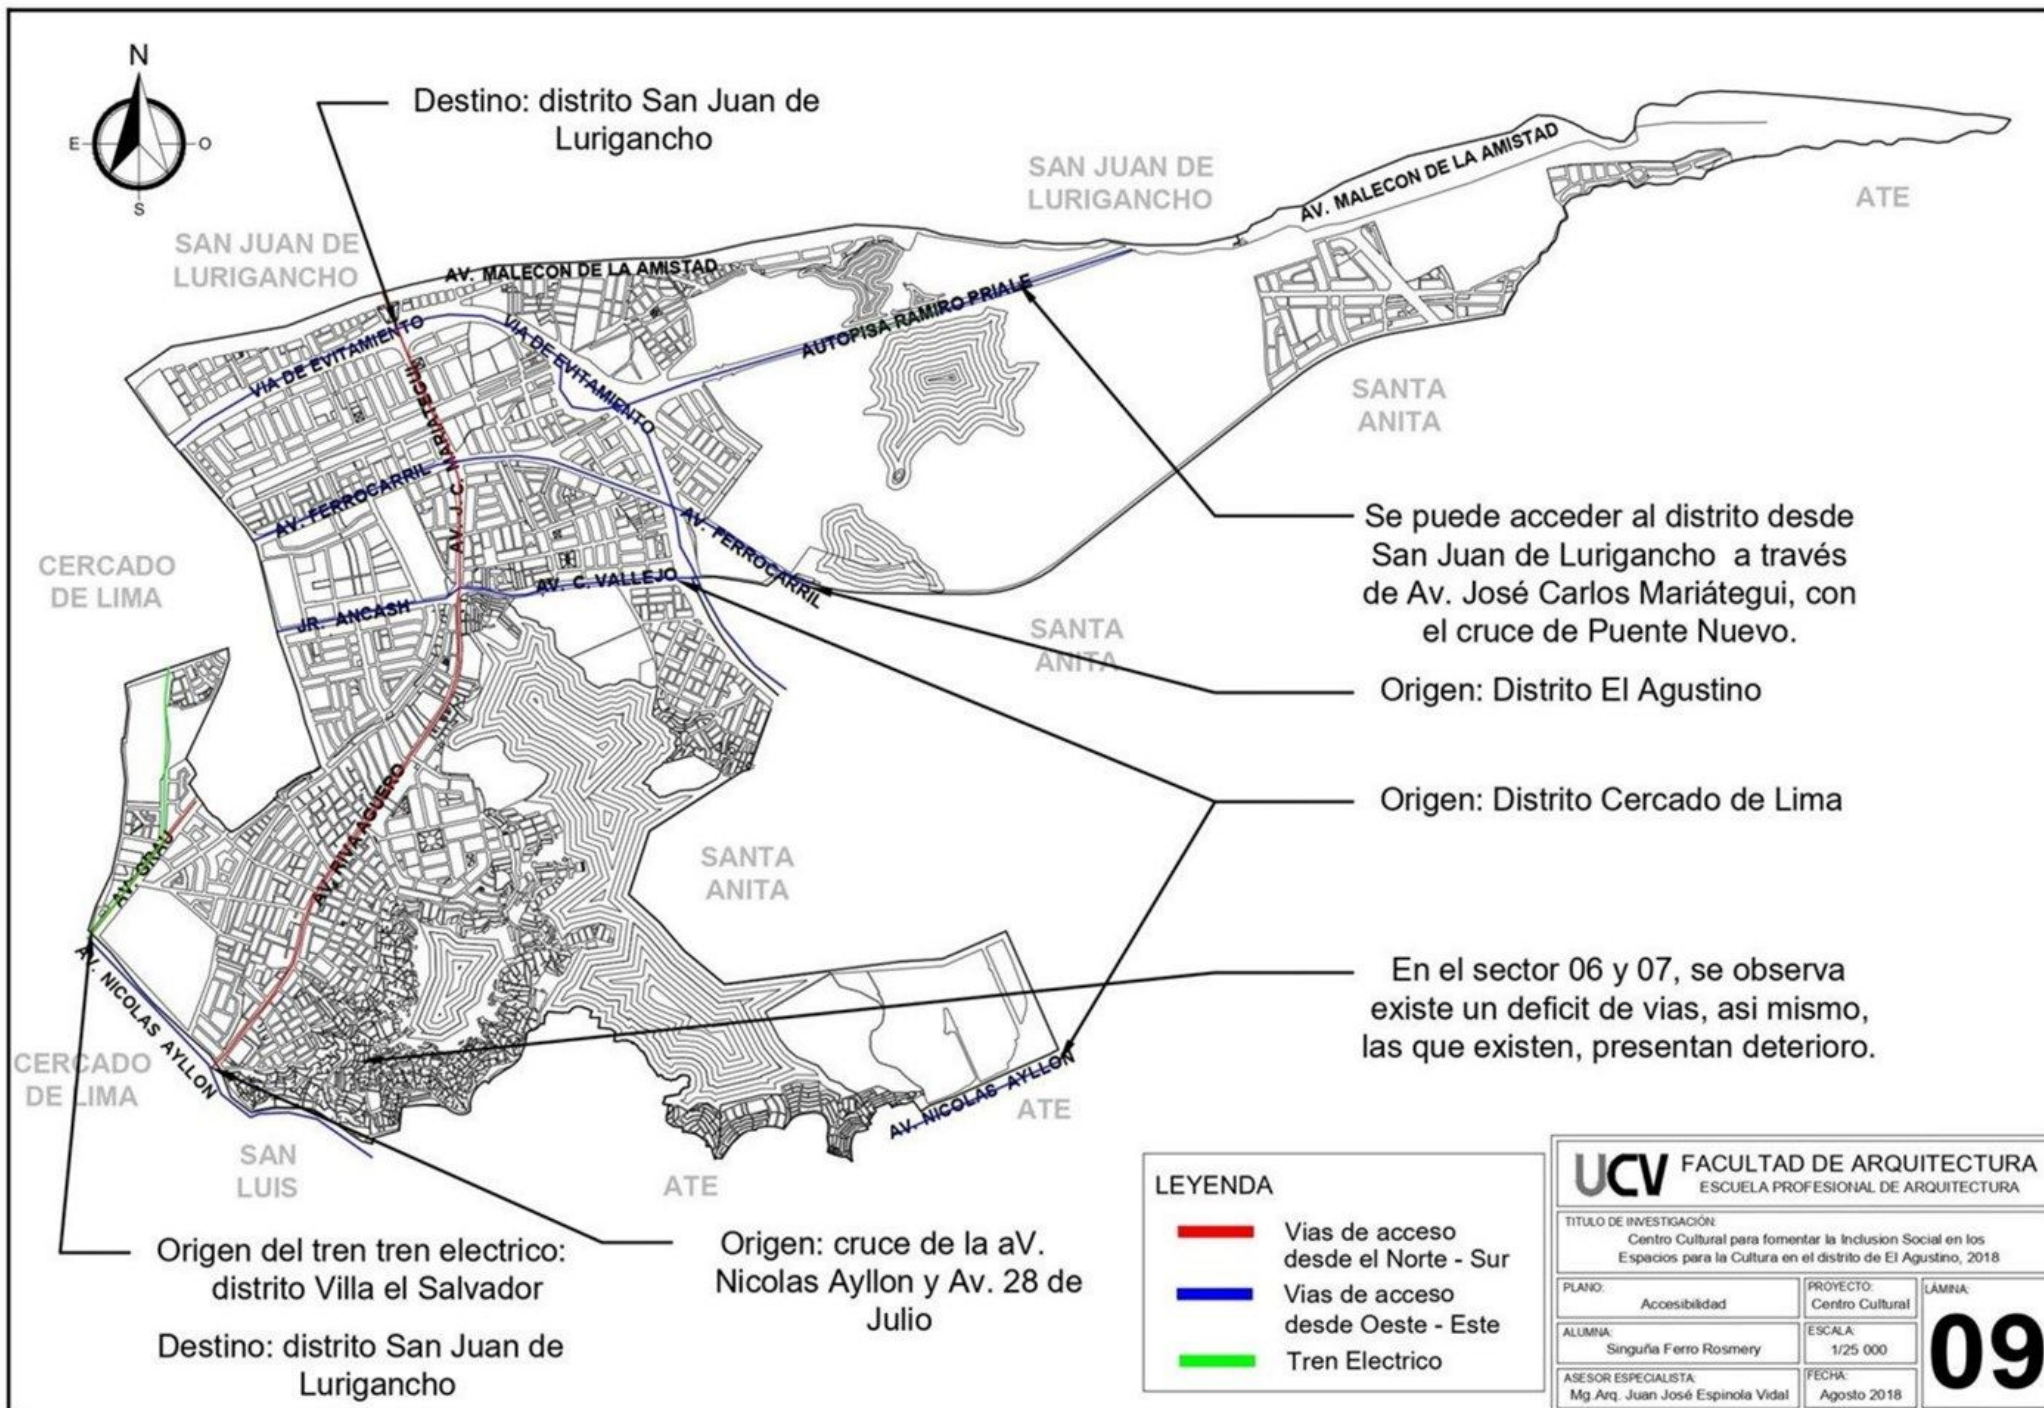 N
E
O
S
Destino: distrito San Juan de
Lurigancho
SAN JUAN DE
LURIGANCHO
AV. MALECON DE LA AMISTAD
ATE
SAN JUAN DE
LURIGANCHO
AV. MALECON DE LA AMISTAD
AUTOPISA RAMIRO PRIALE
VIA DE EVITAMIENTO
VIA DE EVITAMIENTO
SANTA
ANITA
AV. J. C. MARIATEGUI
AV. FERROCARRIL
AV. FERROCARRIL
Se puede acceder al distrito desde
San Juan de Lurigancho a través
de Av. José Carlos Mariátegui, con
el cruce de Puente Nuevo.
CERCADO
DE LIMA
AV. C. VALLEJO
JR. ANCASH
SANTA
ANITA
Origen: Distrito El Agustino
Origen: Distrito Cercado de Lima
AV. RIVA AGUERO
AV. GRAU
SANTA
ANITA
AV. NICOLAS AYLLON
En el sector 06 y 07, se observa
existe un deficit de vias, asi mismo,
las que existen, presentan deterioro.
CERCADO
DE LIMA
AV. NICOLAS AYLLON
ATE
SAN
LUIS
ATE
Origen del tren tren electrico:
distrito Villa el Salvador
Destino: distrito San Juan de
Lurigancho
Origen: cruce de la aV.
Nicolas Ayllon y Av. 28 de
Julio
LEYENDA
Vias de acceso
desde el Norte - Sur
Vias de acceso
desde Oeste - Este
Tren Electrico
UCV
FACULTAD DE ARQUITECTURA
ESCUELA PROFESIONAL DE ARQUITECTURA
TITULO DE INVESTIGACIÓN:
Centro Cultural para fomentar la Inclusion Social en los
Espacios para la Cultura en el distrito de El Agustino, 2018
PLANO:
Accesibilidad
PROYECTO:
Centro Cultural
LÁMINA:
09
ALUMNA:
Singuña Ferro Rosmery
ESCALA:
1/25 000
ASESOR ESPECIALISTA:
Mg.Arq. Juan José Espinola Vidal
FECHA:
Agosto 2018